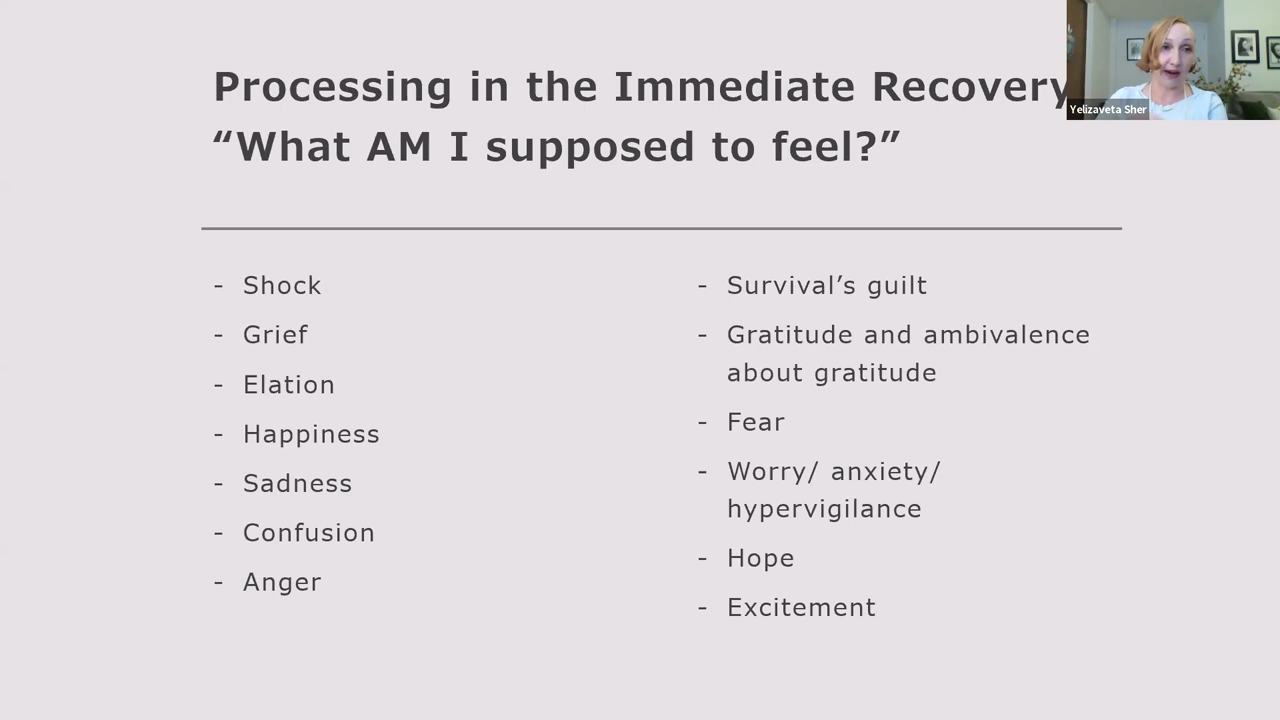 Processing in the Immediate Recovery
“What AM I supposed to feel?”
Yelizaveta Sher
- Shock
- Grief
- Elation
- Happiness
- Sadness
- Confusion
- Anger
- Survival’s guilt
- Gratitude and ambivalence
about gratitude
- Fear
- Worry/ anxiety/
hypervigilance
- Hope
- Excitement